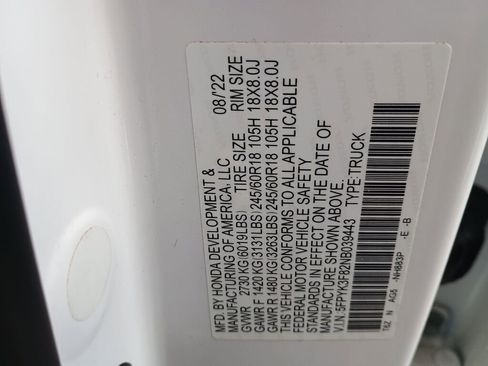 MFD. BY HONDA DEVELOPMENT & 08/'22
MANUFACTURING OF AMERICA, LLC
TIRE SIZE RIM SIZE
GVWR 2730 KG(6019LBS)
GAWR F 1420 KG(3131LBS) 245/60R18 105H 18X8.0J
GAWR R 1480 KG(3263LBS) 245/60R18 105H 18X8.0J
THIS VEHICLE CONFORMS TO ALL APPLICABLE
FEDERAL MOTOR VEHICLE SAFETY
STANDARDS IN EFFECT ON THE DATE OF
MANUFACTURE SHOWN ABOVE.
V.I.N. 5FPYK3F82NB039443 TYPE:TRUCK
T6Z N AG5 -NH883P -E -B